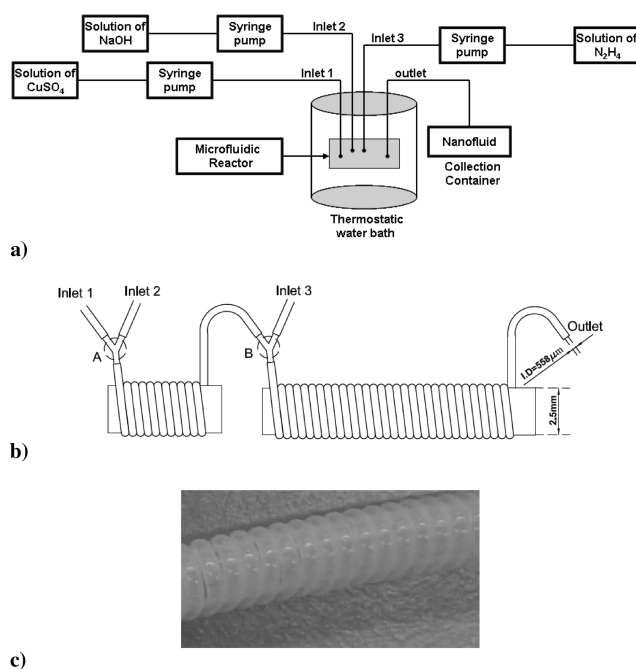 Solution of
NaOH
Syringe
pump
Inlet 2
Inlet 3
Syringe
pump
Solution of
N₂H₄
Solution of
CuSO₄
Syringe
pump
Inlet 1
outlet
Microfluidic
Reactor
Nanofluid
Collection
Container
Thermostatic
water bath
a)
Inlet 1
Inlet 2
Inlet 3
Outlet
A
B
I.D=558μm
2.5mm
b)
c)